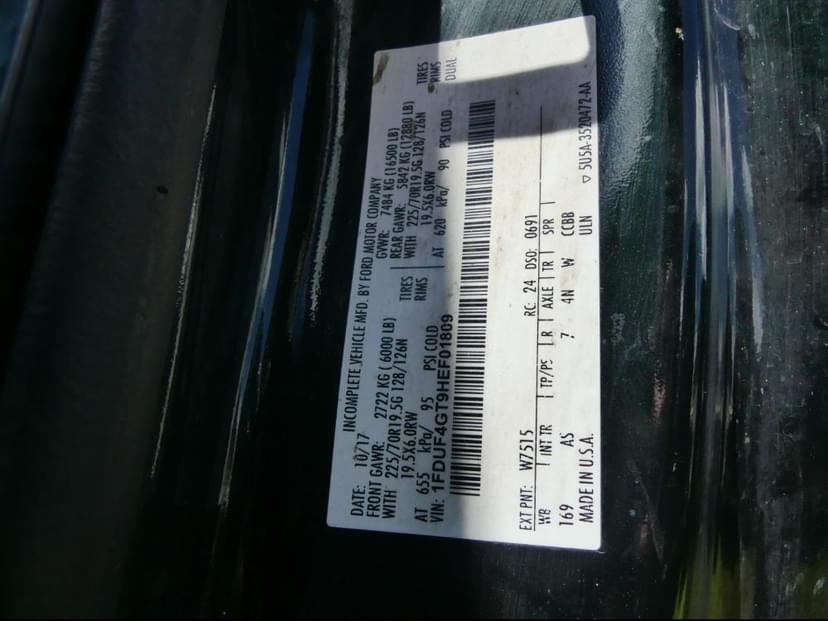 INCOMPLETE VEHICLE MFD. BY FORD MOTOR COMPANY
DATE: 10/17 GVWR: 7484 KG (16500 LB)
FRONT GAWR: 2722 KG ( 6000 LB) REAR GAWR: 5842 KG (12880 LB)
WITH 225/70R19.5G 128/126N TIRES WITH 225/70R19.5G 128/126N TIRES
19.5X6.0RW RIMS 19.5X6.0RW RIMS
AT 655 kPa/ 95 PSI COLD AT 620 kPa/ 90 PSI COLD DUAL
VIN: 1FDUF4GT9HEF01809
EXT PNT: W7515 RC: 24 DSO: 0691
WB INT TR TP/PS R AXLE TR SPR
169 AS 7 4N W CCBB
MADE IN U.S.A. ULN
▽ 5U5A-3520472-AA